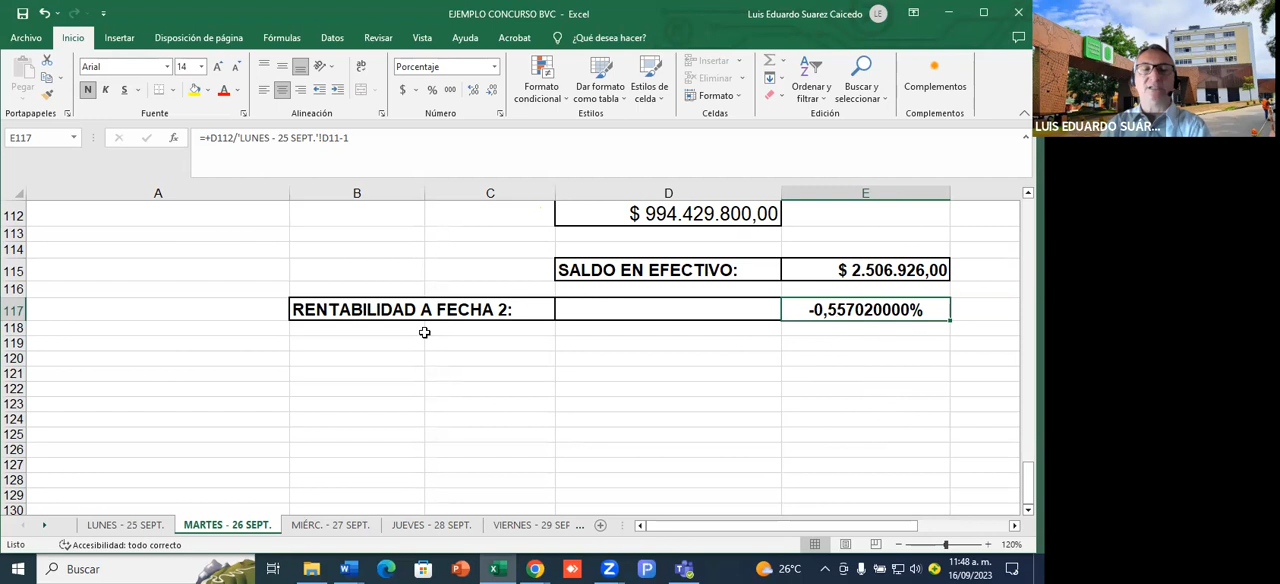 EJEMPLO CONCURSO BVC - Excel
Luis Eduardo Suarez Caicedo
LE
Archivo
Inicio
Insertar
Disposición de página
Fórmulas
Datos
Revisar
Vista
Ayuda
Acrobat
¿Qué desea hacer?
Pegar
Portapapeles
Arial
14
N K S
Fuente
Alineación
Porcentaje
$ % 000
Número
Formato condicional
Dar formato como tabla
Estilos de celda
Estilos
Insertar
Eliminar
Formato
Celdas
Ordenar y filtrar
Buscar y seleccionar
Edición
Complementos
Complementos
LUIS EDUARDO SUÁR...
E117
fx
=+D112/'LUNES - 25 SEPT.'!D11-1
A B C D E
112 $ 994.429.800,00
113
114
115 SALDO EN EFECTIVO: $ 2.506.926,00
116
117 RENTABILIDAD A FECHA 2: -0,557020000%
118
119
120
121
122
123
124
125
126
127
128
129
130
LUNES - 25 SEPT.
MARTES - 26 SEPT.
MIÉRC. - 27 SEPT.
JUEVES - 28 SEPT.
VIERNES - 29 SEF ...
Listo
Accesibilidad: todo correcto
120%
Buscar
26°C
11:48 a. m.
16/09/2023